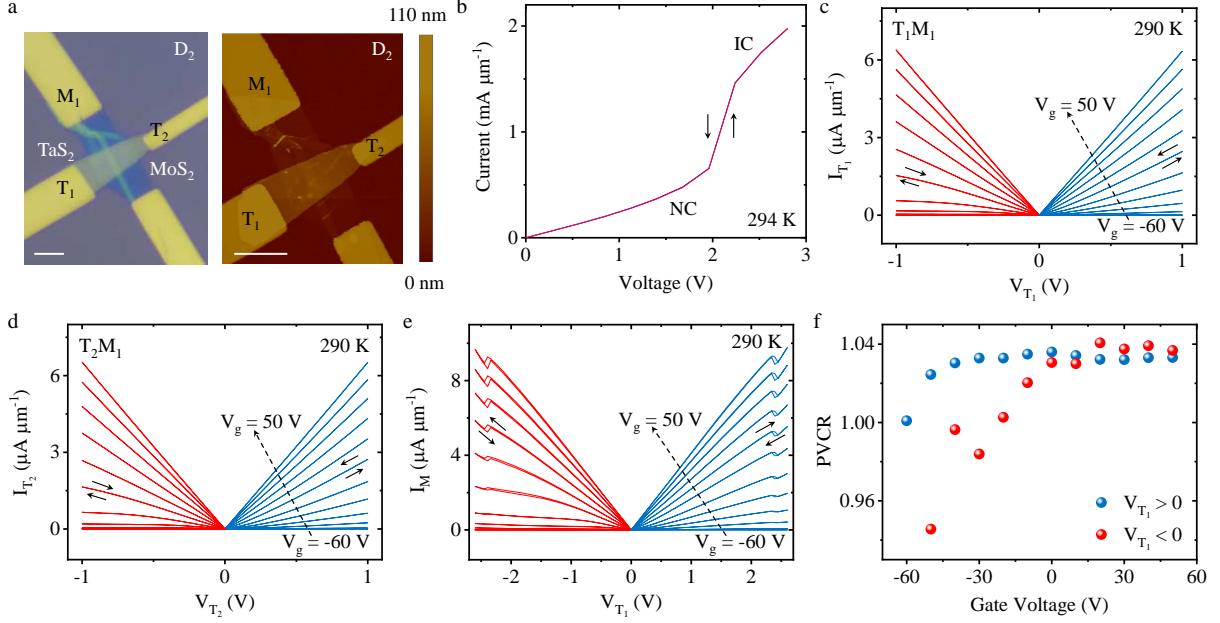 a
110 nm
D2
M1
T2
TaS2
MoS2
T1
D2
M1
T2
T1
0 nm
b
Current (mA μm⁻¹)
2
1
0
IC
NC
294 K
0 1 2 3
Voltage (V)
c
T1M1
290 K
Vg = 50 V
Vg = -60 V
IT1 (μA μm⁻¹)
6
3
0
-1 0 1
VT1 (V)
d
T2M1
290 K
Vg = 50 V
Vg = -60 V
IT2 (μA μm⁻¹)
6
3
0
-1 0 1
VT2 (V)
e
290 K
Vg = 50 V
Vg = -60 V
IM (μA μm⁻¹)
8
6
4
2
0
-2 -1 0 1 2
VT1 (V)
f
PVCR
1.04
1.00
0.96
VT1 > 0
VT1 < 0
-60 -30 0 30 60
Gate Voltage (V)